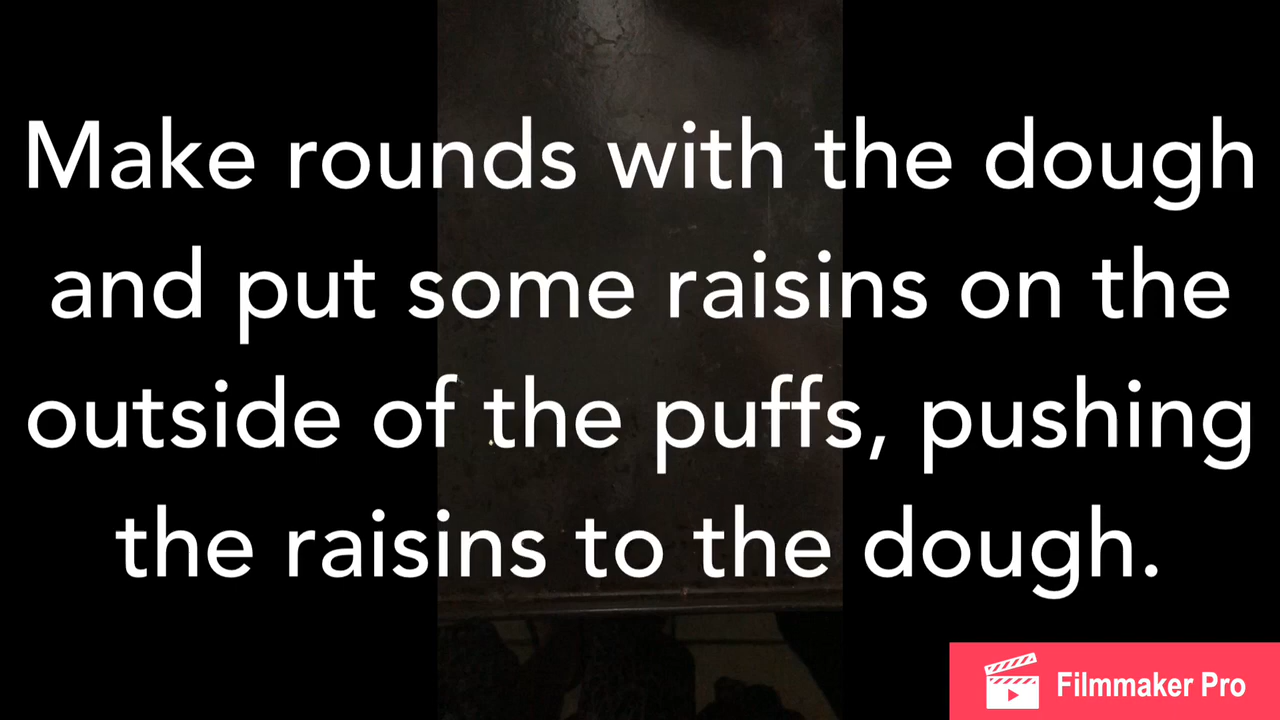 Make rounds with the dough
and put some raisins on the
outside of the puffs, pushing
the raisins to the dough.
Filmmaker Pro